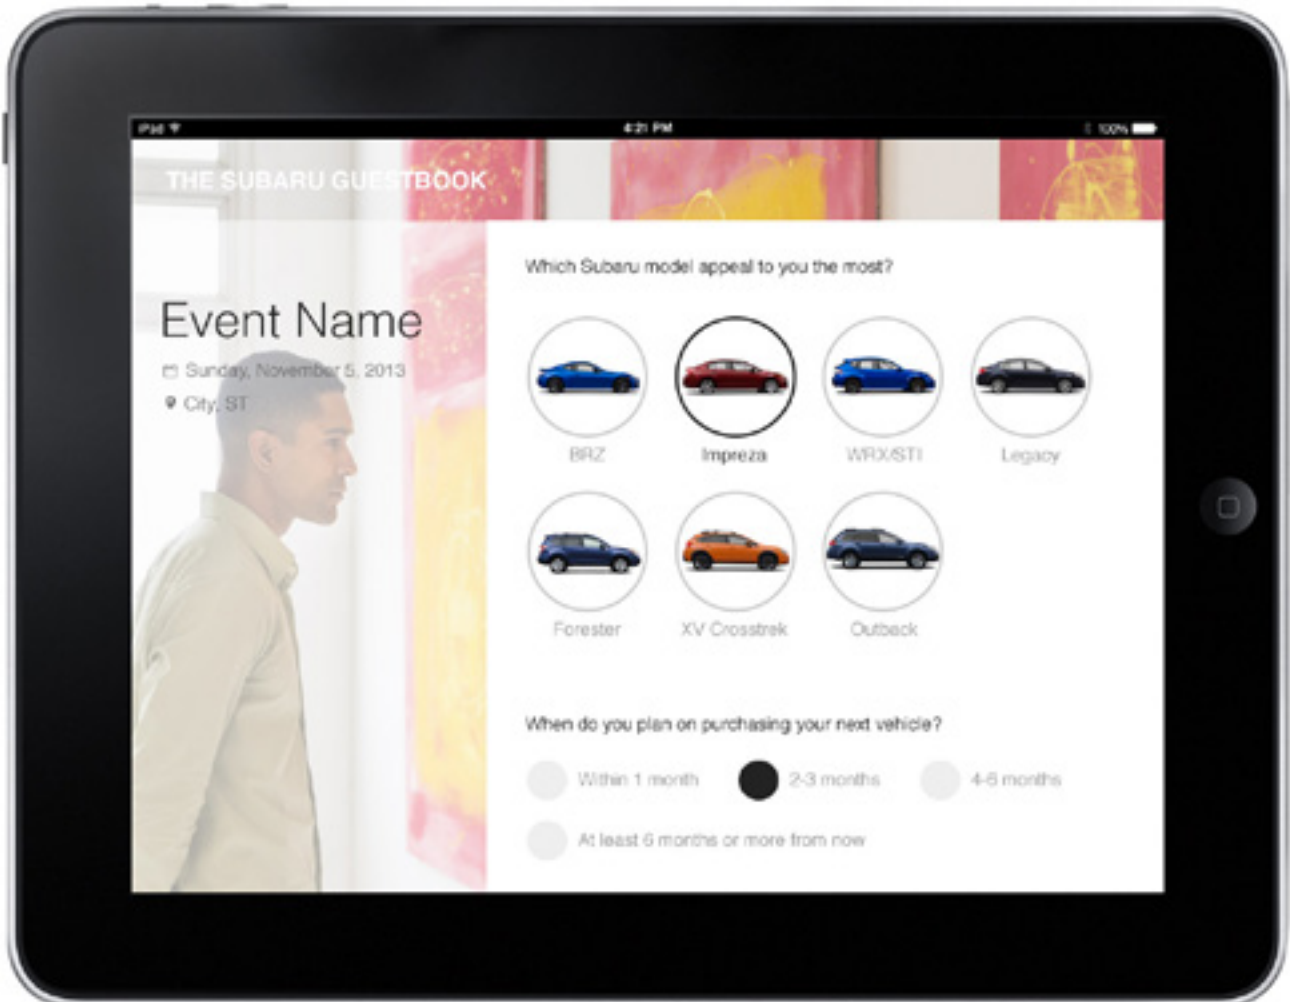 iPad
4:21 PM
100%
THE SUBARU GUESTBOOK
Event Name
Sunday, November 5, 2013
City, ST
Which Subaru model appeal to you the most?
BRZ
Impreza
WRX/STI
Legacy
Forester
XV Crosstrek
Outback
When do you plan on purchasing your next vehicle?
Within 1 month
2-3 months
4-6 months
At least 6 months or more from now